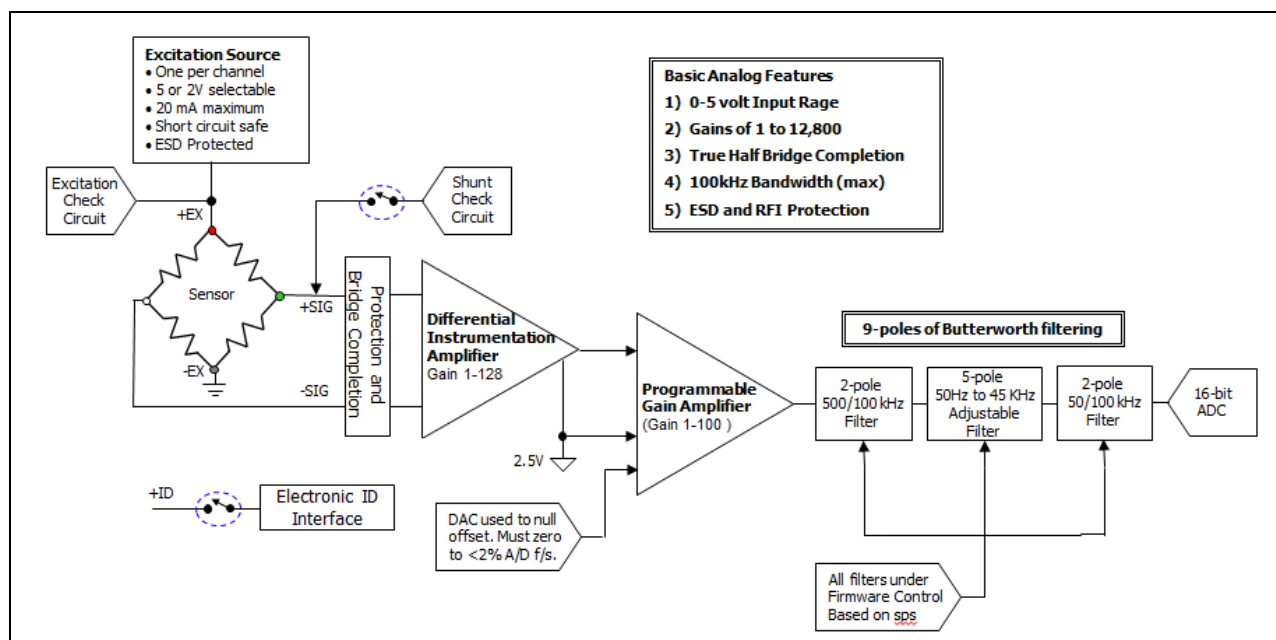 Excitation Source
• One per channel
• 5 or 2V selectable
• 20 mA maximum
• Short circuit safe
• ESD Protected
Basic Analog Features
1) 0-5 volt Input Rage
2) Gains of 1 to 12,800
3) True Half Bridge Completion
4) 100kHz Bandwidth (max)
5) ESD and RFI Protection
Excitation
Check
Circuit
+EX
Shunt
Check
Circuit
Sensor
+SIG
-EX
-SIG
Protection and
Bridge Completion
Differential
Instrumentation
Amplifier
Gain 1-128
2.5V
Programmable
Gain Amplifier
(Gain 1-100 )
9-poles of Butterworth filtering
2-pole
500/100 kHz
Filter
5-pole
50Hz to 45 KHz
Adjustable
Filter
2-pole
50/100 kHz
Filter
16-bit
ADC
+ID
Electronic ID
Interface
DAC used to null
offset. Must zero
to <2% A/D f/s.
All filters under
Firmware Control
Based on sps